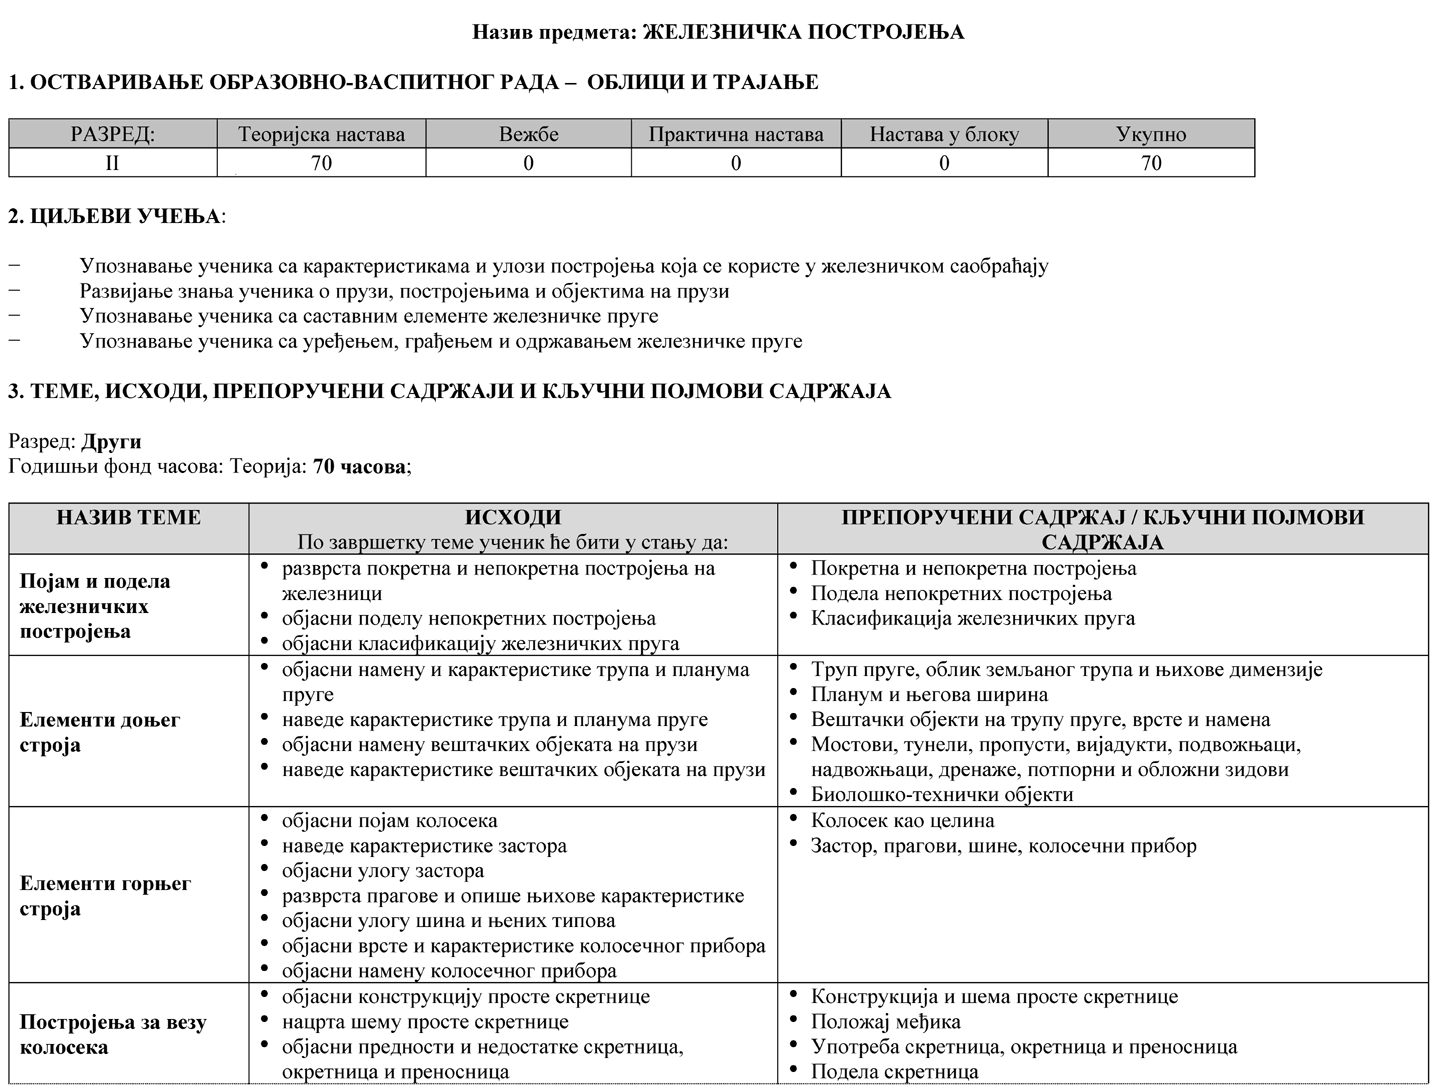 Назив предмета: ЖЕЛЕЗНИЧКА ПОСТРОЈЕЊА
1. ОСТВАРИВАЊЕ ОБРАЗОВНО-ВАСПИТНОГ РАДА – ОБЛИЦИ И ТРАЈАЊЕ
РАЗРЕД: Теоријска настава Вежбе Практична настава Настава у блоку Укупно
II 70 0 0 0 70
2. ЦИЉЕВИ УЧЕЊА:
– Упознавање ученика са карактеристикама и улози постројења која се користе у железничком саобраћају
– Развијање знања ученика о прузи, постројењима и објектима на прузи
– Упознавање ученика са саставним елементе железничке пруге
– Упознавање ученика са уређењем, грађењем и одржавањем железничке пруге
3. ТЕМЕ, ИСХОДИ, ПРЕПОРУЧЕНИ САДРЖАЈИ И КЉУЧНИ ПОЈМОВИ САДРЖАЈА
Разред: Други
Годишњи фонд часова: Теорија: 70 часова;
НАЗИВ ТЕМЕ
ИСХОДИ
По завршетку теме ученик ће бити у стању да:
ПРЕПОРУЧЕНИ САДРЖАЈ / КЉУЧНИ ПОЈМОВИ
САДРЖАЈА
Појам и подела
железничких
постројења
• разврста покретна и непокретна постројења на
железници
• објасни поделу непокретних постројења
• објасни класификацију железничких пруга
• Покретна и непокретна постројења
• Подела непокретних постројења
• Класификација железничких пруга
Елементи доњег
строја
• објасни намену и карактеристике трупа и планума
пруге
• наведе карактеристике трупа и планума пруге
• објасни намену вештачких објеката на прузи
• наведе карактеристике вештачких објеката на прузи
• Труп пруге, облик земљаног трупа и њихове димензије
• Планум и његова ширина
• Вештачки објекти на трупу пруге, врсте и намена
• Мостови, тунели, пропусти, вијадукти, подвожњаци,
надвожњаци, дренаже, потпорни и обложни зидови
• Биолошко-технички објекти
Елементи горњег
строја
• објасни појам колосека
• наведе карактеристике застора
• објасни улогу застора
• разврста прагове и опише њихове карактеристике
• објасни улогу шина и њених типова
• објасни врсте и карактеристике колосечног прибора
• објасни намену колосечног прибора
• Колосек као целина
• Застор, прагови, шине, колосечни прибор
Постројења за везу
колосека
• објасни конструкцију просте скретнице
• нацрта шему просте скретнице
• објасни предности и недостатке скретница,
окретница и преносница
• Конструкција и шема просте скретнице
• Положај међика
• Употреба скретница, окретница и преносница
• Подела скретница